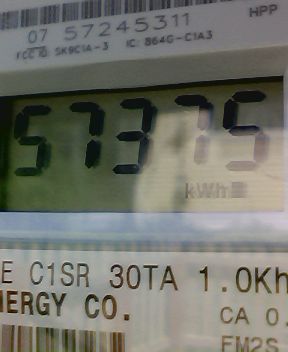 HPP
07 57245311
FCC ID: SK9C1A-3 IC: 864G-C1A3
57375
kWh
E C1SR 30TA 1.0Kh
NERGY CO.
CA 0.
FM2S